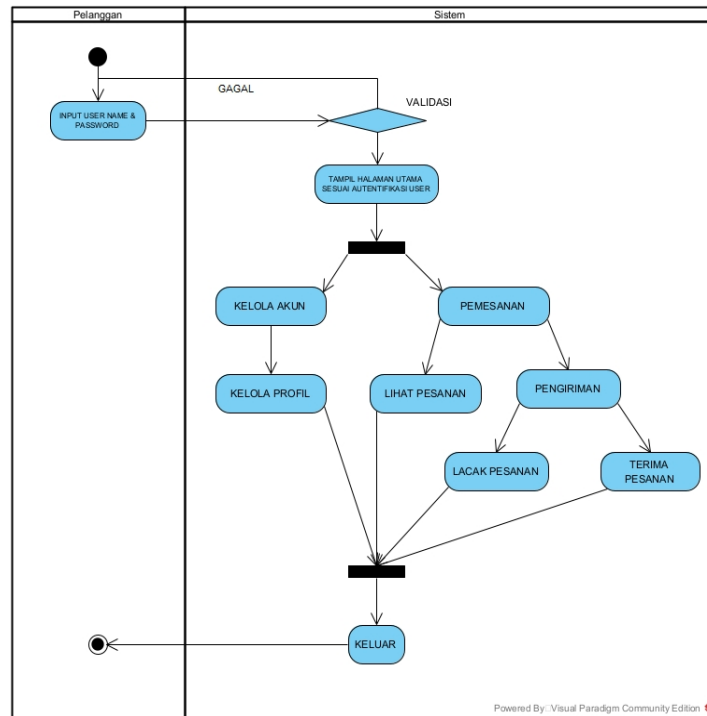 Pelanggan
Sistem
GAGAL
VALIDASI
INPUT USER NAME &
PASSWORD
TAMPIL HALAMAN UTAMA
SESUAI AUTENTIFIKASI USER
KELOLA AKUN
PEMESANAN
KELOLA PROFIL
LIHAT PESANAN
PENGIRIMAN
LACAK PESANAN
TERIMA
PESANAN
KELUAR
Powered By Visual Paradigm Community Edition